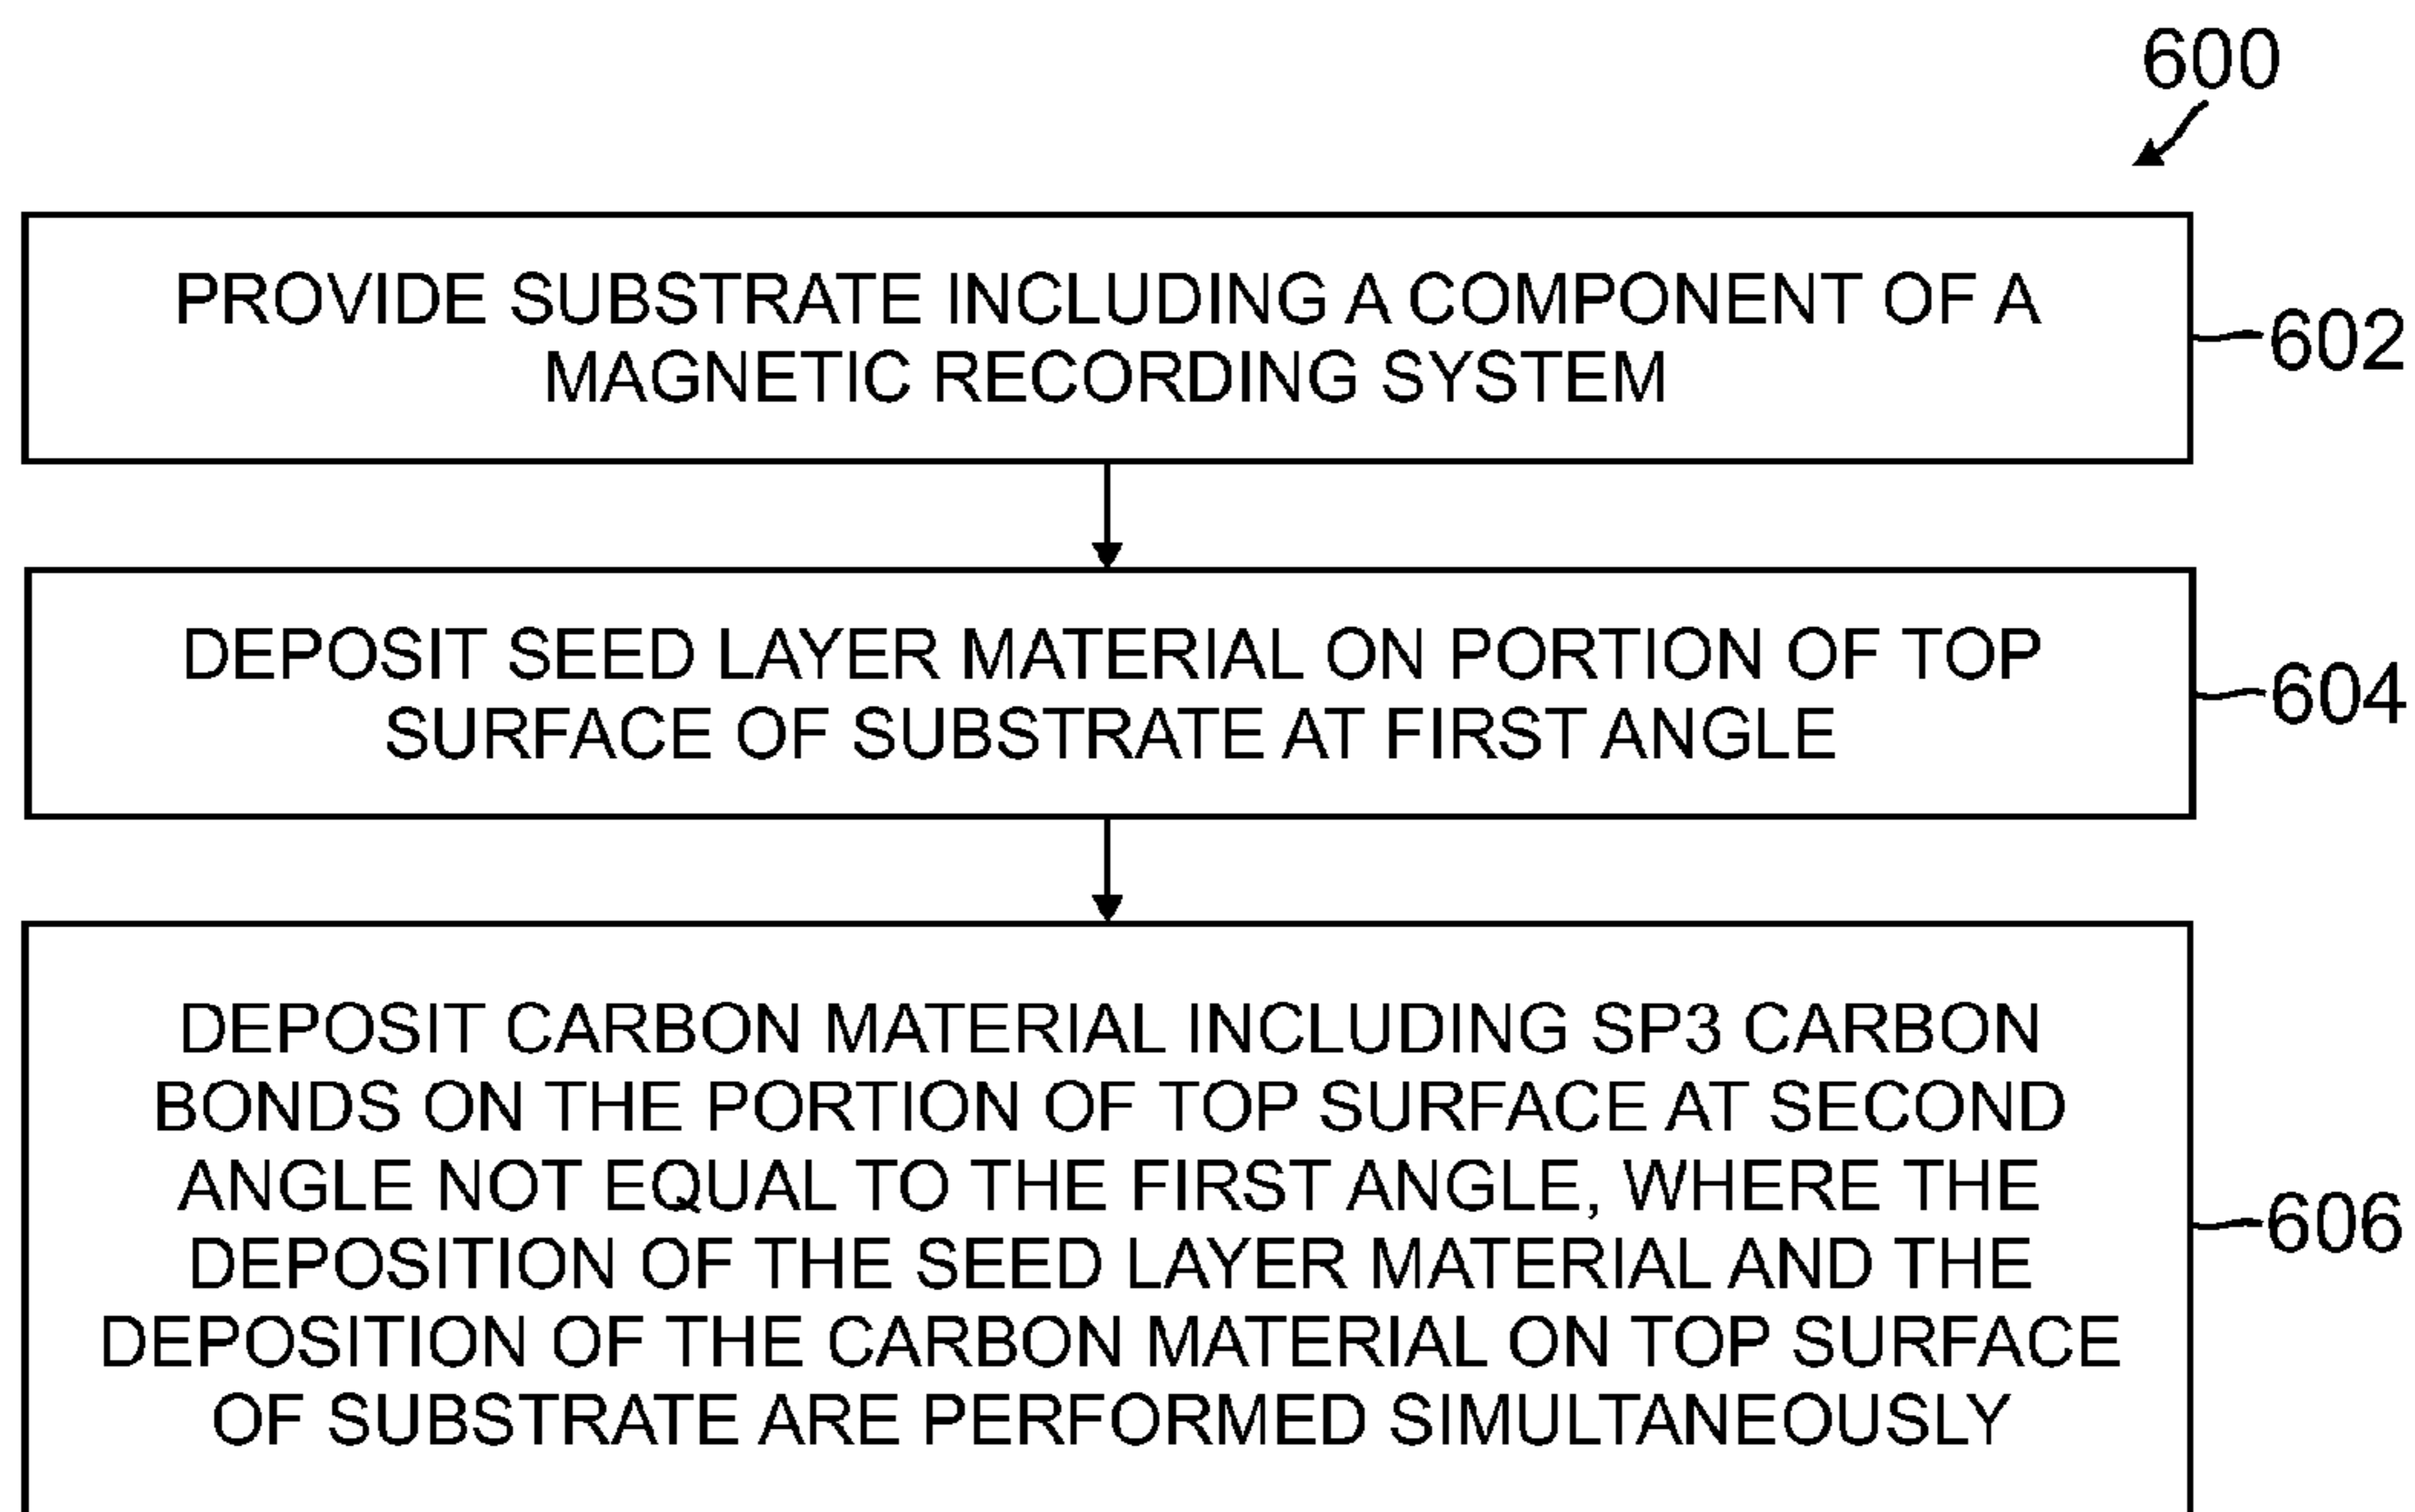 600
PROVIDE SUBSTRATE INCLUDING A COMPONENT OF A
MAGNETIC RECORDING SYSTEM
602
DEPOSIT SEED LAYER MATERIAL ON PORTION OF TOP
SURFACE OF SUBSTRATE AT FIRST ANGLE
604
DEPOSIT CARBON MATERIAL INCLUDING SP3 CARBON
BONDS ON THE PORTION OF TOP SURFACE AT SECOND
ANGLE NOT EQUAL TO THE FIRST ANGLE, WHERE THE
DEPOSITION OF THE SEED LAYER MATERIAL AND THE
DEPOSITION OF THE CARBON MATERIAL ON TOP SURFACE
OF SUBSTRATE ARE PERFORMED SIMULTANEOUSLY
606